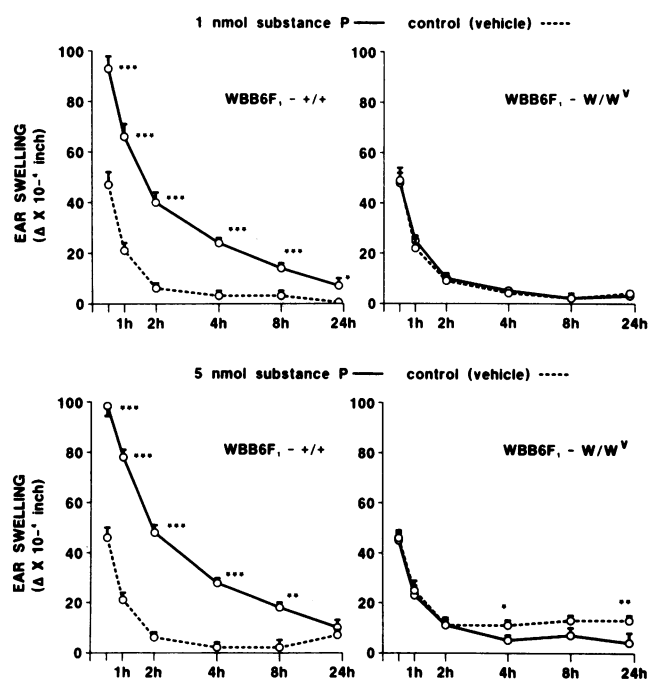 1 nmol substance P —— control (vehicle) -----
100
80
60
40
20
0
EAR SWELLING
(Δ X 10⁻⁴ inch)
WBB6F₁ - +/+
***
***
***
***
***
*
1h 2h 4h 8h 24h
100
80
60
40
20
0
WBB6F₁ - W/Wᵛ
1h 2h 4h 8h 24h
5 nmol substance P —— control (vehicle) ----
100
80
60
40
20
0
EAR SWELLING
(Δ X 10⁻⁴ inch)
WBB6F₁ - +/+
***
***
***
***
**
1h 2h 4h 8h 24h
100
80
60
40
20
0
WBB6F₁ - W/Wᵛ
*
**
1h 2h 4h 8h 24h